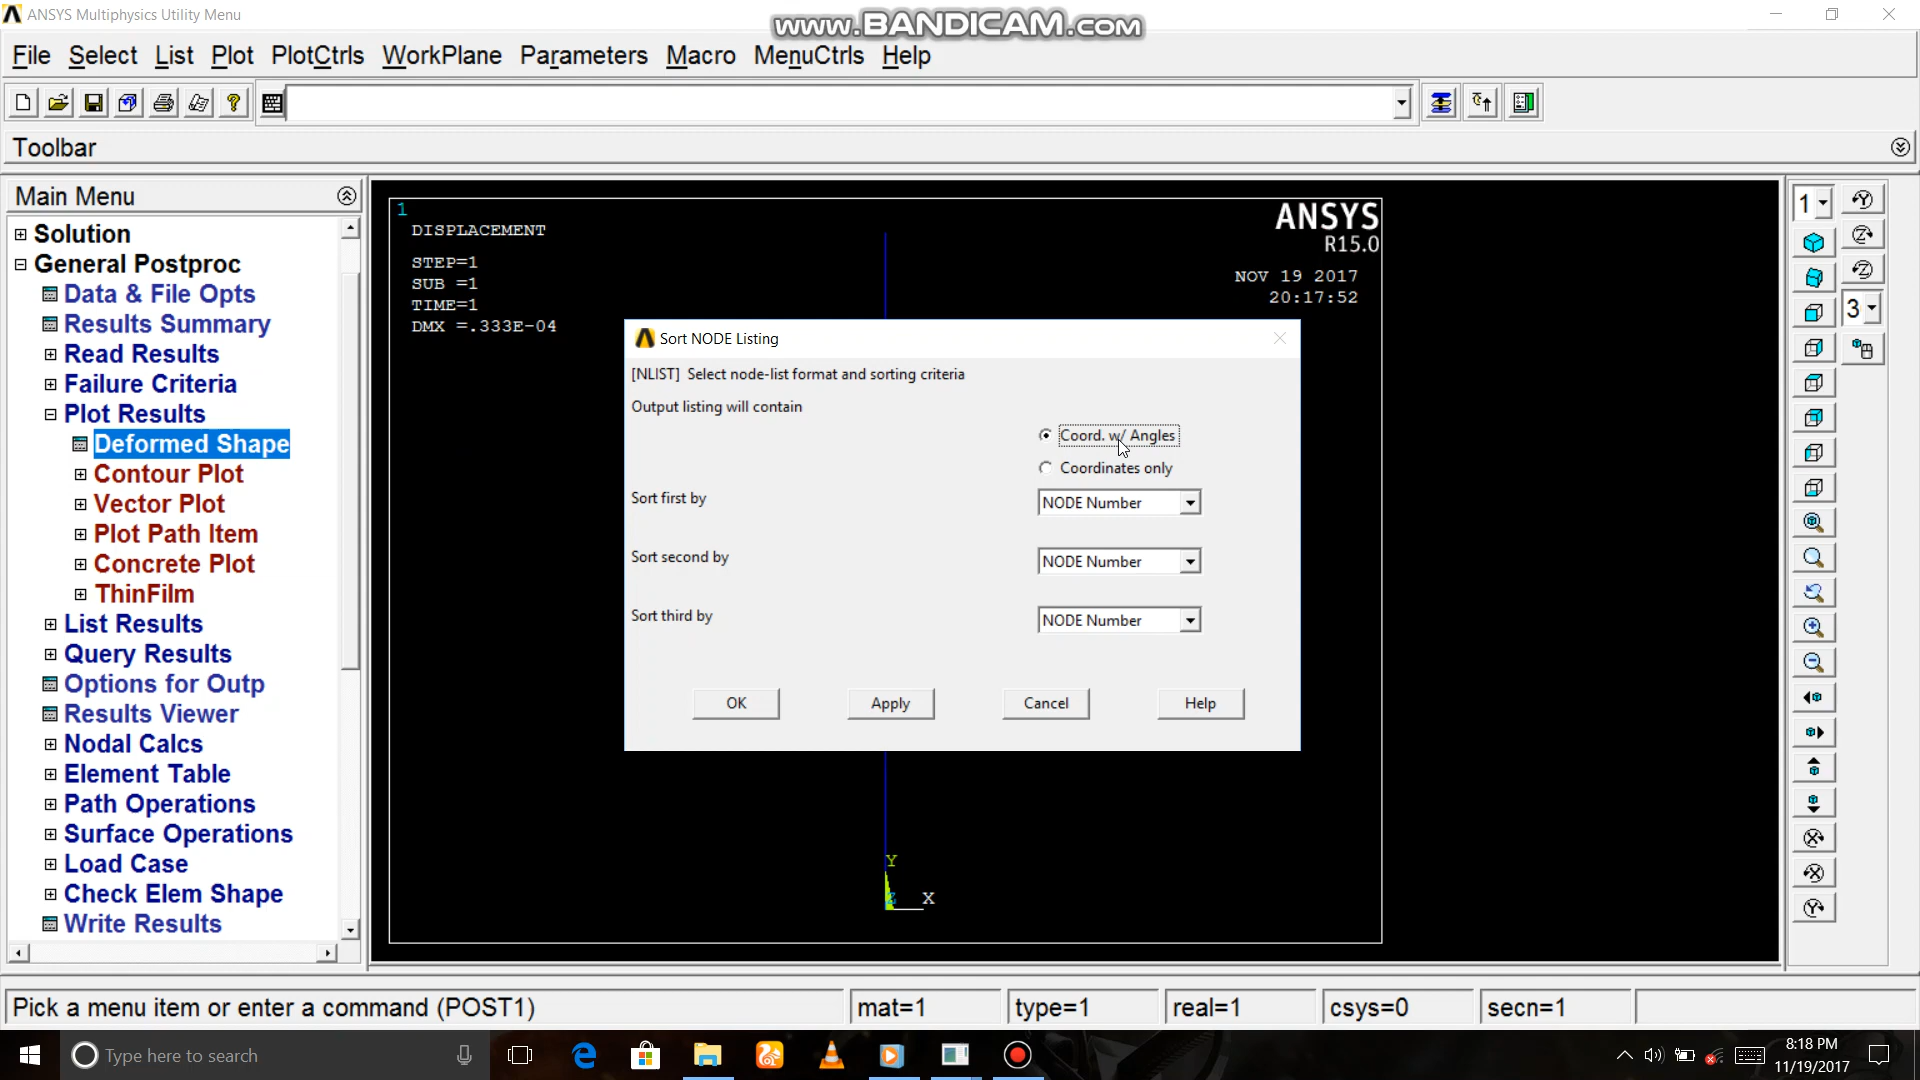 ANSYS Multiphysics Utility Menu
www.BANDICAM.com
File Select List Plot PlotCtrls WorkPlane Parameters Macro MenuCtrls Help
Toolbar
Main Menu
Solution
General Postproc
Data & File Opts
Results Summary
Read Results
Failure Criteria
Plot Results
Deformed Shape
Contour Plot
Vector Plot
Plot Path Item
Concrete Plot
ThinFilm
List Results
Query Results
Options for Outp
Results Viewer
Nodal Calcs
Element Table
Path Operations
Surface Operations
Load Case
Check Elem Shape
Write Results
1
DISPLACEMENT
STEP=1
SUB =1
TIME=1
DMX =.333E-04
ANSYS
R15.0
NOV 19 2017
20:17:52
Sort NODE Listing
[NLIST] Select node-list format and sorting criteria
Output listing will contain
Coord. w/ Angles
Coordinates only
Sort first by NODE Number
Sort second by NODE Number
Sort third by NODE Number
OK Apply Cancel Help
Y
Z X
1
3
Pick a menu item or enter a command (POST1) mat=1 type=1 real=1 csys=0 secn=1
Type here to search
8:18 PM
11/19/2017